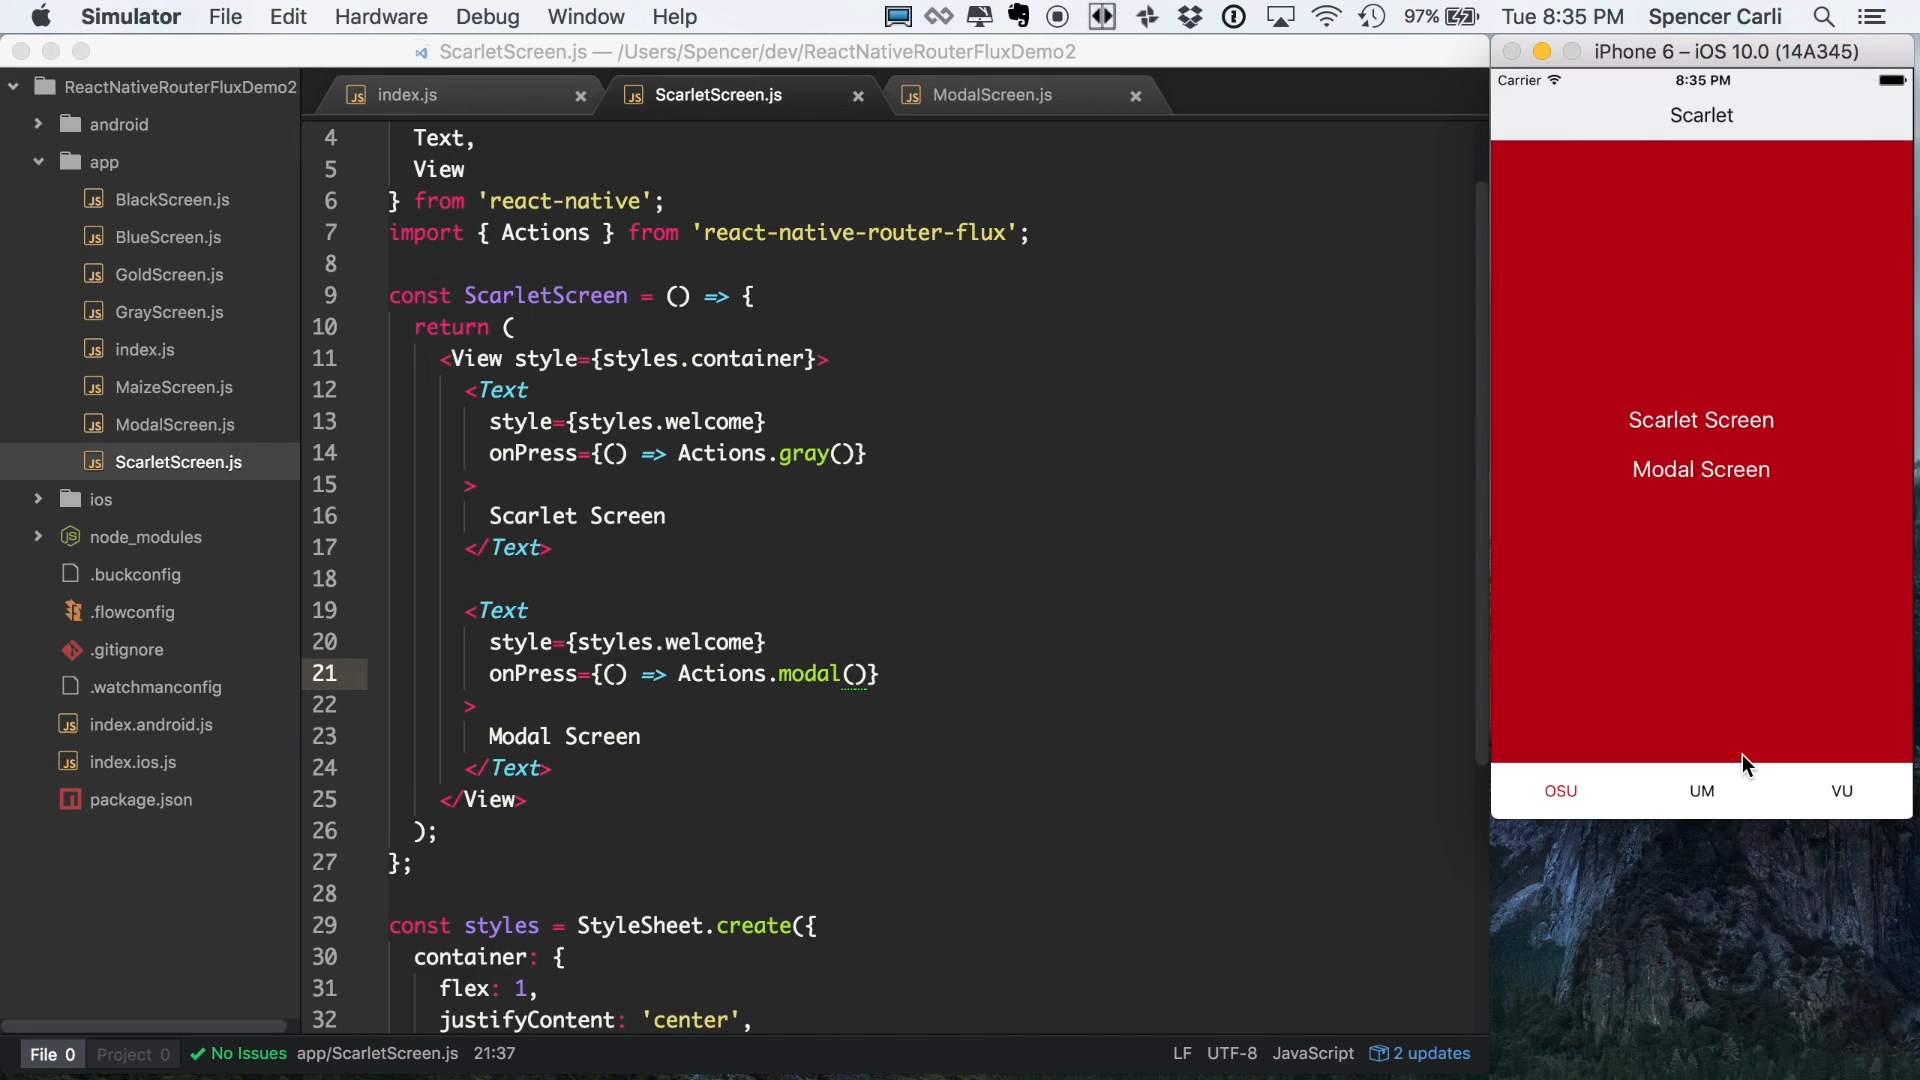 Simulator File Edit Hardware Debug Window Help 97% Tue 8:35 PM Spencer Carli
ScarletScreen.js — /Users/Spencer/dev/ReactNativeRouterFluxDemo2
iPhone 6 – iOS 10.0 (14A345)
ReactNativeRouterFluxDemo2
android
app
BlackScreen.js
BlueScreen.js
GoldScreen.js
GrayScreen.js
index.js
MaizeScreen.js
ModalScreen.js
ScarletScreen.js
ios
node_modules
.buckconfig
.flowconfig
.gitignore
.watchmanconfig
index.android.js
index.ios.js
package.json
index.js ScarletScreen.js ModalScreen.js
4 Text,
5 View
6 } from 'react-native';
7 import { Actions } from 'react-native-router-flux';
8
9 const ScarletScreen = () => {
10 return (
11 <View style={styles.container}>
12 <Text
13 style={styles.welcome}
14 onPress={() => Actions.gray()}
15 >
16 Scarlet Screen
17 </Text>
18
19 <Text
20 style={styles.welcome}
21 onPress={() => Actions.modal()}
22 >
23 Modal Screen
24 </Text>
25 </View>
26 );
27 };
28
29 const styles = StyleSheet.create({
30 container: {
31 flex: 1,
32 justifyContent: 'center',
File 0 Project 0 No Issues app/ScarletScreen.js 21:37 LF UTF-8 JavaScript 2 updates
Carrier 8:35 PM
Scarlet
Scarlet Screen
Modal Screen
OSU UM VU